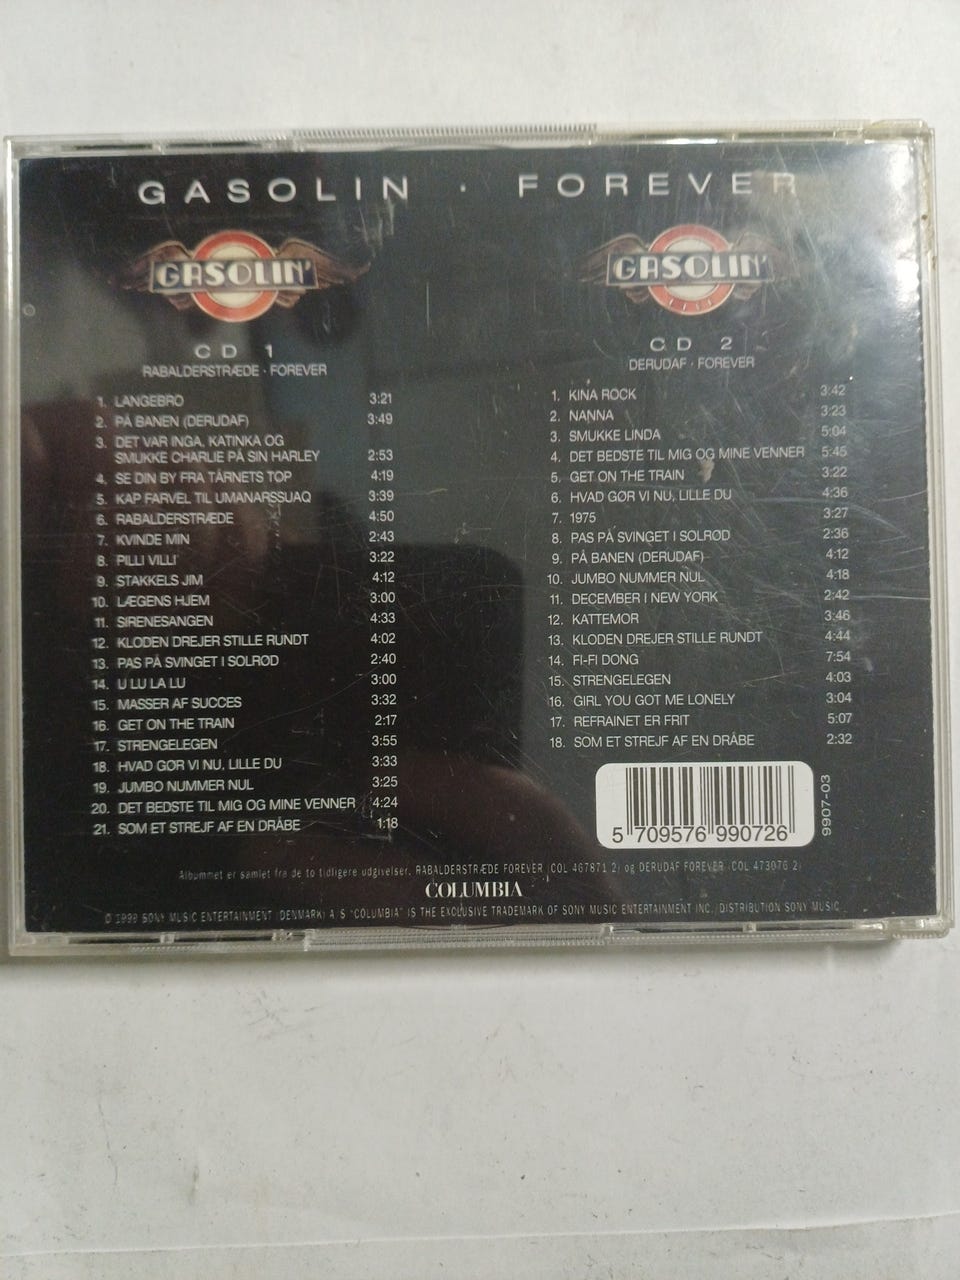 GASOLIN · FOREVER
GASOLIN'
CD 1
RABALDERSTRÆDE · FOREVER
1. LANGEBRO 3:21
2. PÅ BANEN (DERUDAF) 3:49
3. DET VAR INGA, KATINKA OG
SMUKKE CHARLIE PÅ SIN HARLEY 2:53
4. SE DIN BY FRA TÅRNETS TOP 4:19
5. KAP FARVEL TIL UMANARSSUAQ 3:39
6. RABALDERSTRÆDE 4:50
7. KVINDE MIN 2:43
8. PILLI VILLI 3:22
9. STAKKELS JIM 4:12
10. LÆGENS HJEM 3:00
11. SIRENESANGEN 4:33
12. KLODEN DREJER STILLE RUNDT 4:02
13. PAS PÅ SVINGET I SOLRØD 2:40
14. U LU LA LU 3:00
15. MASSER AF SUCCES 3:32
16. GET ON THE TRAIN 2:17
17. STRENGELEGEN 3:55
18. HVAD GØR VI NU, LILLE DU 3:33
19. JUMBO NUMMER NUL 3:25
20. DET BEDSTE TIL MIG OG MINE VENNER 4:24
21. SOM ET STREJF AF EN DRÅBE 1:18
GASOLIN'
CD 2
DERUDAF · FOREVER
1. KINA ROCK 3:42
2. NANNA 3:23
3. SMUKKE LINDA 5:04
4. DET BEDSTE TIL MIG OG MINE VENNER 5:45
5. GET ON THE TRAIN 3:22
6. HVAD GØR VI NU, LILLE DU 4:36
7. 1975 3:27
8. PAS PÅ SVINGET I SOLRØD 2:36
9. PÅ BANEN (DERUDAF) 4:12
10. JUMBO NUMMER NUL 4:18
11. DECEMBER I NEW YORK 2:42
12. KATTEMOR 3:46
13. KLODEN DREJER STILLE RUNDT 4:44
14. FI-FI DONG 7:54
15. STRENGELEGEN 4:03
16. GIRL YOU GOT ME LONELY 3:04
17. REFRAINET ER FRIT 5:07
18. SOM ET STREJF AF EN DRÅBE 2:32
5 709576 990726
9907-03
Albummet er samlet fra de to tidligere udgivelser, RABALDERSTRÆDE FOREVER (COL 467871 2) og DERUDAF FOREVER (COL 473076 2)
COLUMBIA
© 1999 SONY MUSIC ENTERTAINMENT (DENMARK) A/S "COLUMBIA" IS THE EXCLUSIVE TRADEMARK OF SONY MUSIC ENTERTAINMENT INC./DISTRIBUTION SONY MUSIC